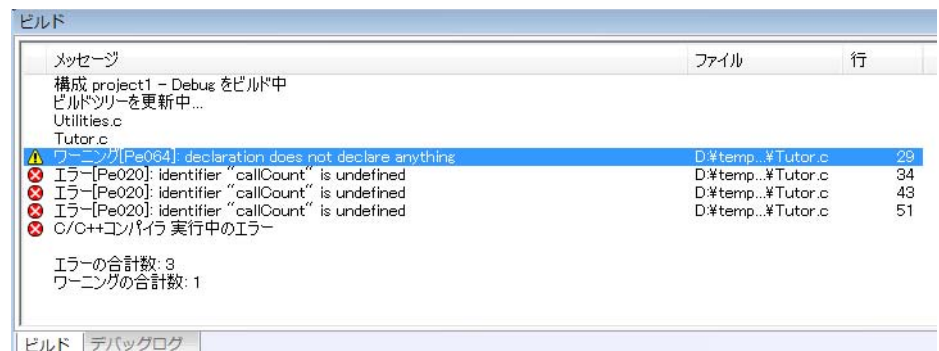 ビルド
メッセージ ファイル 行
構成 project1 - Debug をビルド中
ビルドツリーを更新中...
Utilities.c
Tutor.c
ワーニング[Pe064]: declaration does not declare anything D:¥temp...¥Tutor.c 29
エラー[Pe020]: identifier "callCount" is undefined D:¥temp...¥Tutor.c 34
エラー[Pe020]: identifier "callCount" is undefined D:¥temp...¥Tutor.c 43
エラー[Pe020]: identifier "callCount" is undefined D:¥temp...¥Tutor.c 51
C/C++コンパイラ 実行中のエラー
エラーの合計数: 3
ワーニングの合計数: 1
ビルド デバッグログ